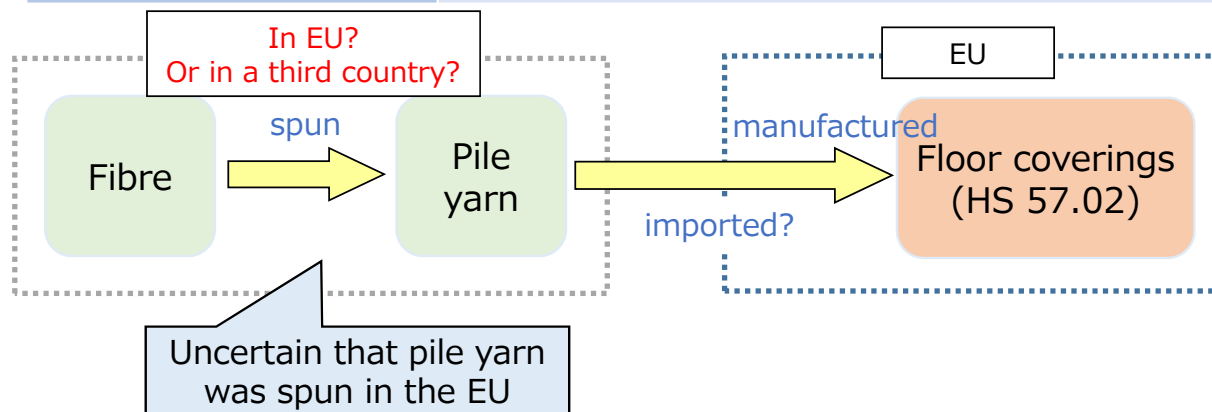 In EU?
Or in a third country?
EU
Fibre
spun
Pile
yarn
manufactured
imported?
Floor coverings
(HS 57.02)
Uncertain that pile yarn
was spun in the EU